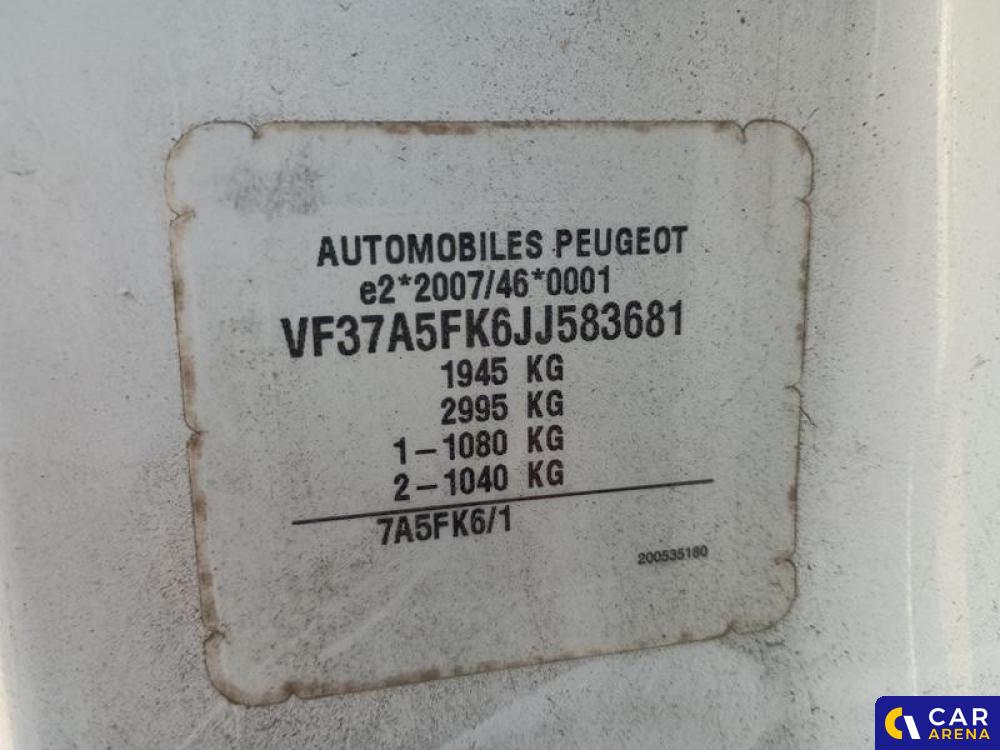 AUTOMOBILES PEUGEOT
e2*2007/46*0001
VF37A5FK6JJ583681
1945 KG
2995 KG
1-1080 KG
2-1040 KG
7A5FK6/1
200535180
CAR
ARENA